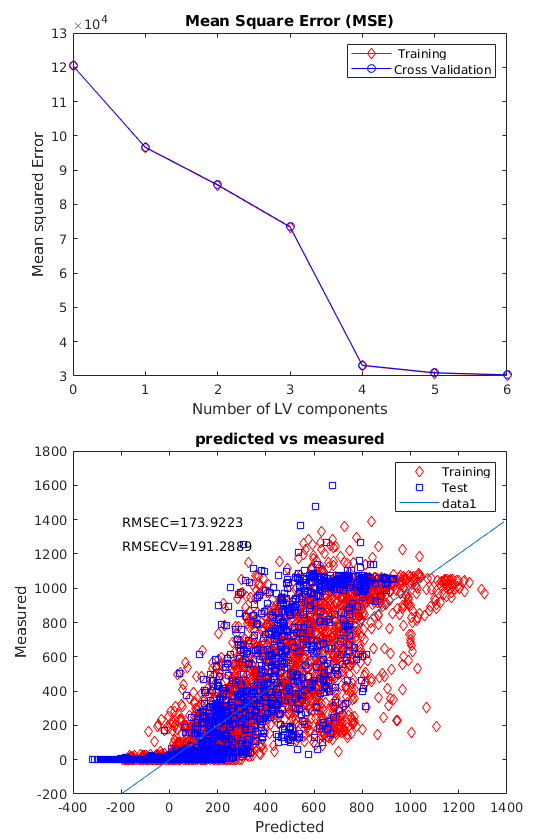 Mean Square Error (MSE)
×10⁴
13
12
11
10
9
8
7
6
5
4
3
Mean squared Error
Training
Cross Validation
0 1 2 3 4 5 6
Number of LV components
predicted vs measured
1800
1600
1400
1200
1000
800
600
400
200
0
-200
Measured
RMSEC=173.9223
RMSECV=191.2889
Training
Test
data1
-400 -200 0 200 400 600 800 1000 1200 1400
Predicted